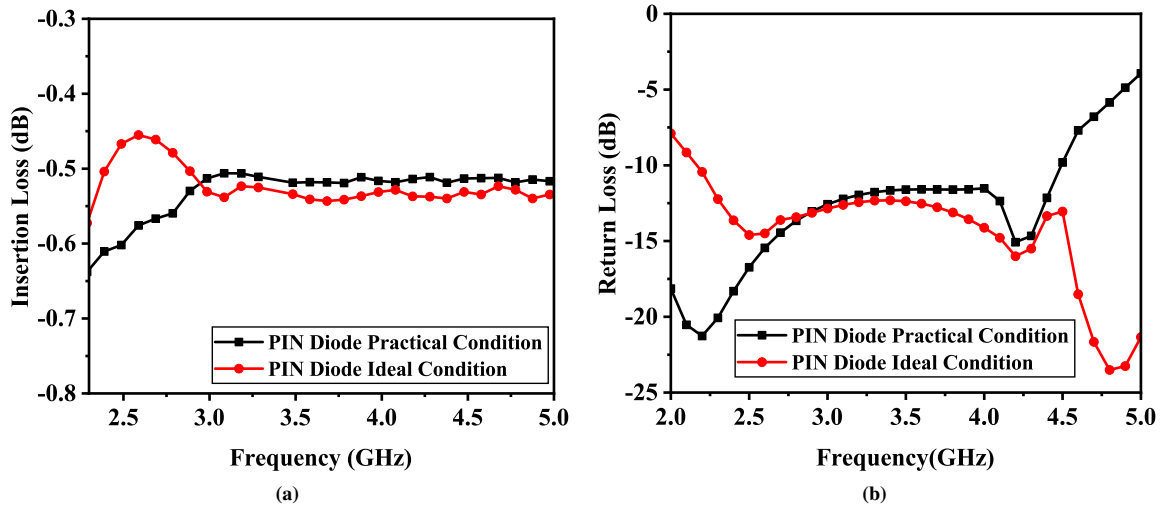 -0.3
-0.4
-0.5
-0.6
-0.7
-0.8
Insertion Loss (dB)
PIN Diode Practical Condition
PIN Diode Ideal Condition
2.5 3.0 3.5 4.0 4.5 5.0
Frequency (GHz)
(a)
0
-5
-10
-15
-20
-25
Return Loss (dB)
PIN Diode Practical Condition
PIN Diode Ideal Condition
2.0 2.5 3.0 3.5 4.0 4.5 5.0
Frequency(GHz)
(b)